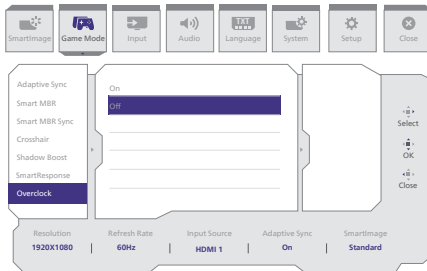 SmartImage
Game Mode
Input
Audio
TXT
Language
System
Setup
Close
Adaptive Sync
Smart MBR
Smart MBR Sync
Crosshair
Shadow Boost
SmartResponse
Overclock
On
Off
Select
OK
Close
Resolution
Refresh Rate
Input Source
Adaptive Sync
SmartImage
1920X1080
60Hz
HDMI 1
On
Standard